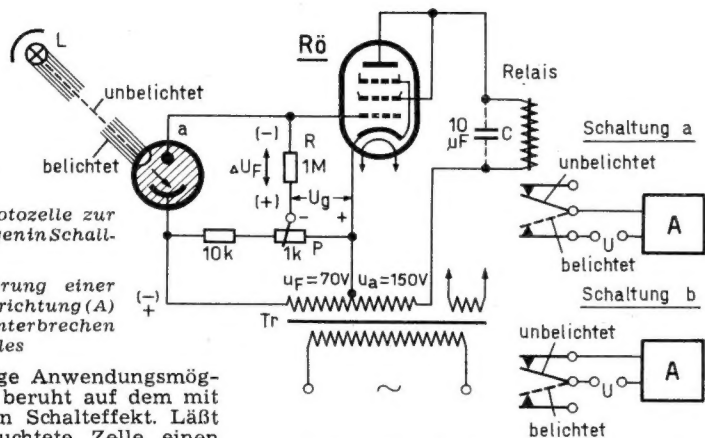 L
unbelichtet
belichtet
a
Rö
(-)
R
1M
ΔU_F
(+)
U_g
-
+
10k
1k
P
(-)
+
u_F=70V
u_a=150V
Tr
~
Relais
10
μF
C
Schaltung a
unbelichtet
U
A
belichtet
Schaltung b
unbelichtet
U
A
belichtet
otozelle zur
gen in Schall-
erung einer
richtung (A)
nterbrechen
les
ge Anwendungsmög-
beruht auf dem mit
n Schalteffekt. Läßt
uchtete Zelle einen